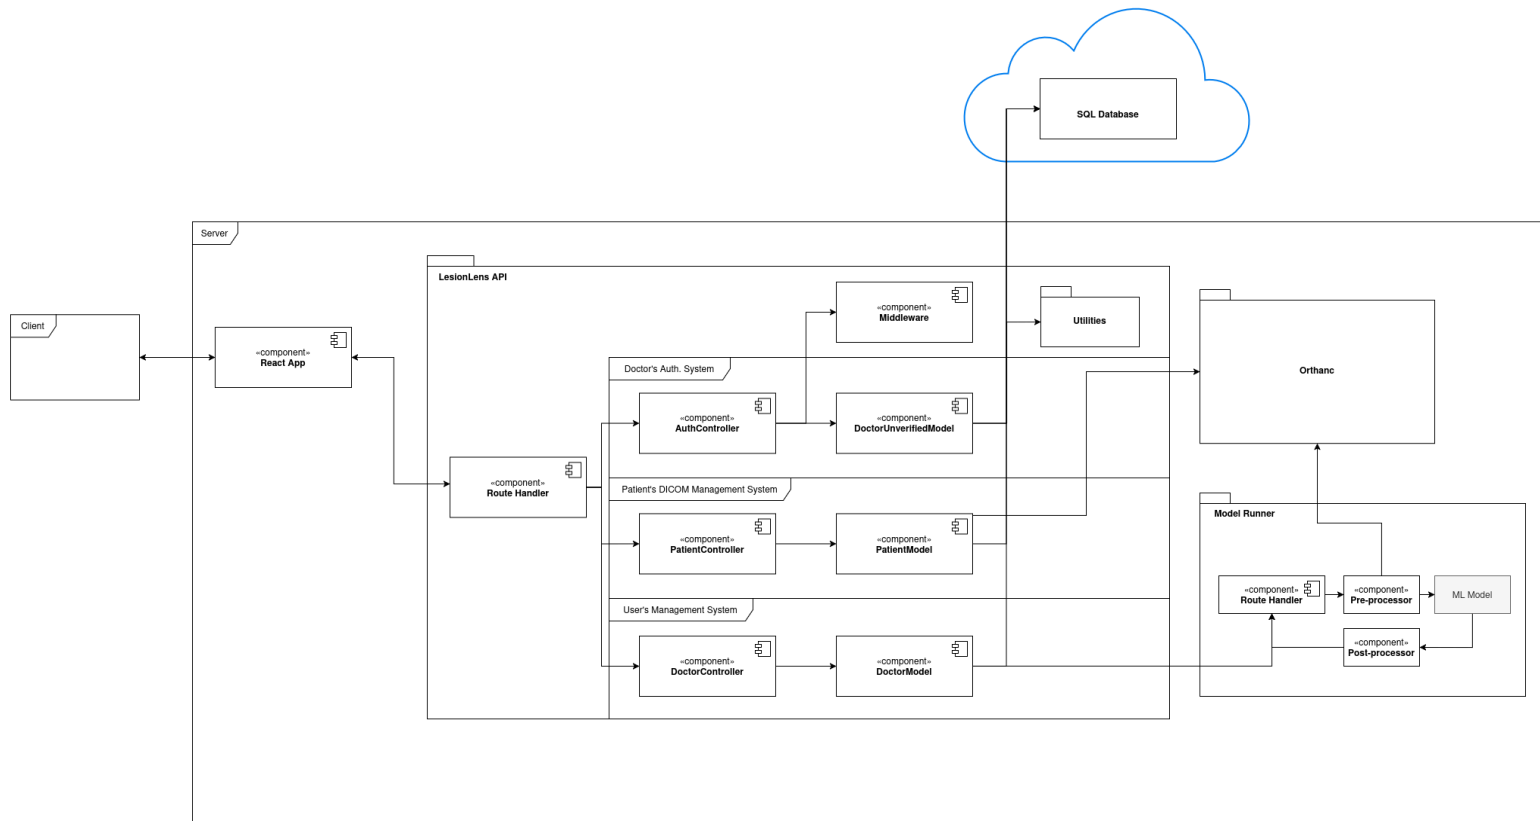 SQL Database
Server
LesionLens API
Client
«component»
React App
«component»
Middleware
Utilities
Doctor's Auth. System
«component»
AuthController
«component»
DoctorUnverifiedModel
Orthanc
«component»
Route Handler
Patient's DICOM Management System
«component»
PatientController
«component»
PatientModel
User's Management System
«component»
DoctorController
«component»
DoctorModel
Model Runner
«component»
Route Handler
«component»
Pre-processor
ML Model
«component»
Post-processor